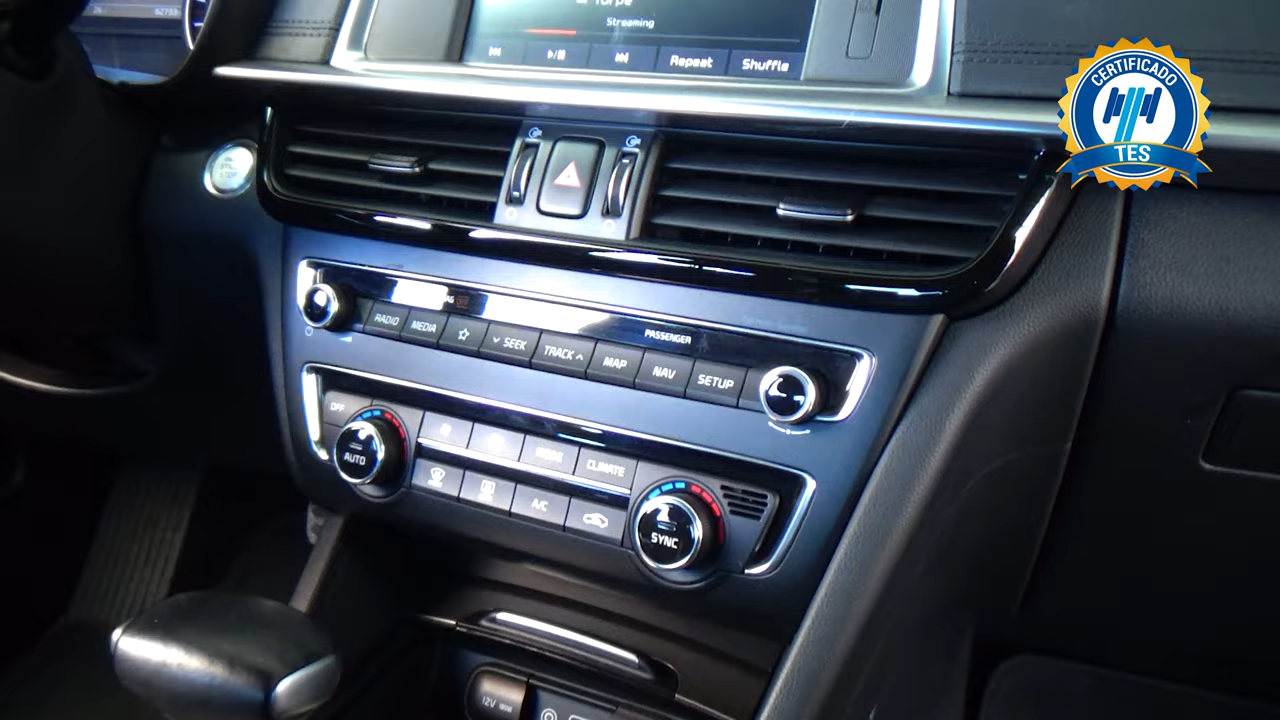 Streaming
Repeat
Shuffle
CERTIFICADO
TES
STOP
PASSENGER
RADIO
MEDIA
SEEK
TRACK
MAP
NAV
SETUP
OFF
AUTO
MODE
CLIMATE
A/C
SYNC
12V